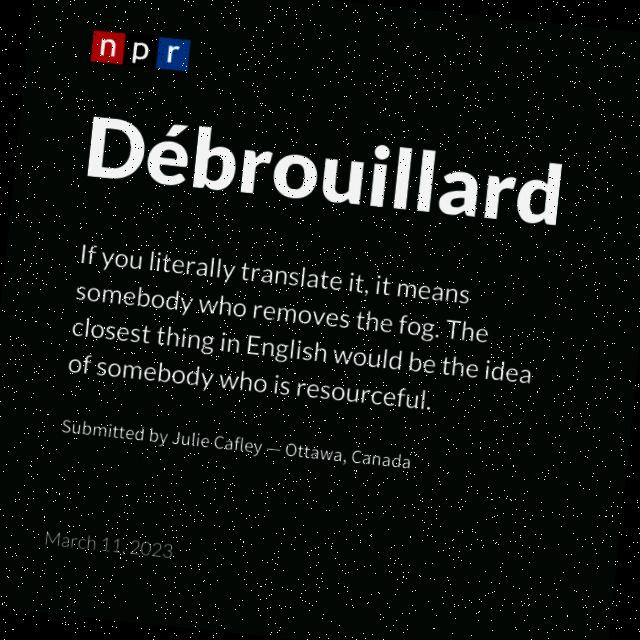 npr
Débrouillard
If you literally translate it, it means
somebody who removes the fog. The
closest thing in English would be the idea
of somebody who is resourceful.
Submitted by Julie Cafley — Ottawa, Canada
March 11, 2023